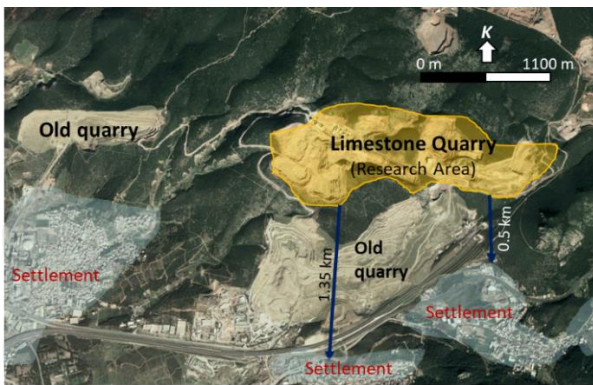 K
0 m 1100 m
Old quarry
Limestone Quarry
(Research Area)
Settlement
1.35 km
Old
quarry
0.5 km
Settlement
Settlement